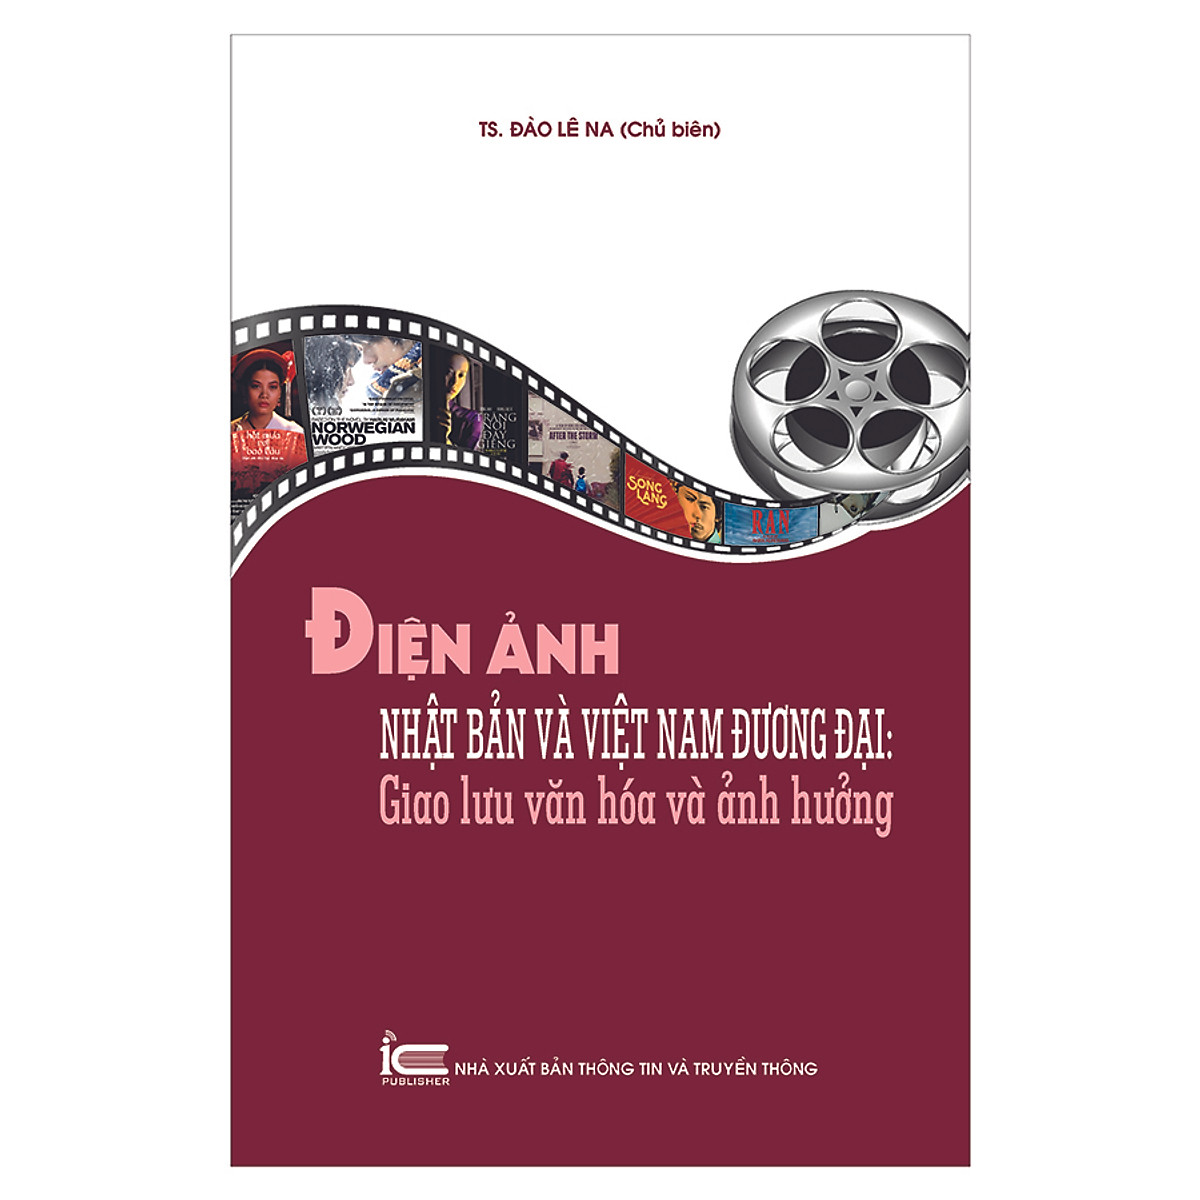 TS. ĐÀO LÊ NA (Chủ biên)
NORWEGIAN
WOOD
TRĂNG
NƠI
ĐÁY
GIẾNG
AFTER THE STORM
SONG
LANG
RAN
ĐIỆN ẢNH
NHẬT BẢN VÀ VIỆT NAM ĐƯƠNG ĐẠI:
Giao lưu văn hóa và ảnh hưởng
ic
PUBLISHER
NHÀ XUẤT BẢN THÔNG TIN VÀ TRUYỀN THÔNG